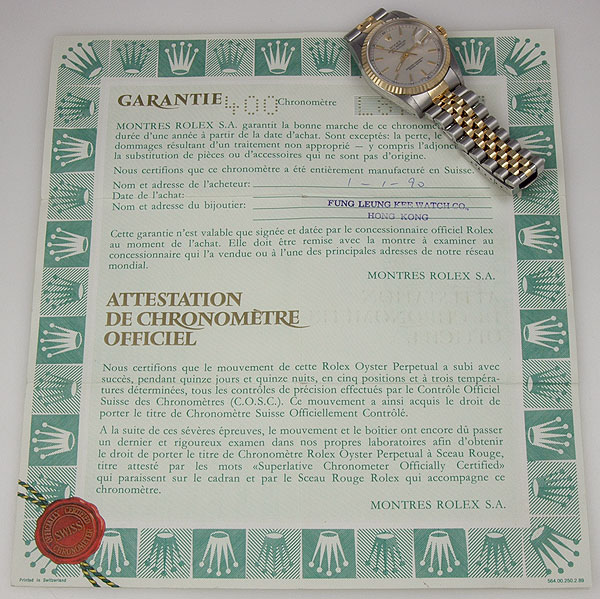 GARANTIE 400 Chronomètre
MONTRES ROLEX S.A. garantit la bonne marche de ce chronomè
durée d'une année à partir de la date d'achat. Sont exceptés: la perte, le
dommages résultant d'un traitement non approprié – y compris l'adjon
la substitution de pièces ou d'accessoires qui ne sont pas d'origine.
Nous certifions que ce chronomètre a été entièrement manufacturé en Suisse.
Nom et adresse de l'acheteur:
Date de l'achat: 1 - 1 - 90
Nom et adresse du bijoutier: FUNG LEUNG KEE WATCH CO.,
HONG KONG
Cette garantie n'est valable que signée et datée par le concessionnaire officiel Rolex
au moment de l'achat. Elle doit être remise avec la montre à examiner au
concessionnaire qui l'a vendue ou à l'une des principales adresses de notre réseau
mondial.
MONTRES ROLEX S.A.
ATTESTATION
DE CHRONOMÈTRE
OFFICIEL
Nous certifions que le mouvement de cette Rolex Oyster Perpetual a subi avec
succès, pendant quinze jours et quinze nuits, en cinq positions et à trois tempéra-
tures déterminées, tous les contrôles de précision effectués par le Contrôle Officiel
Suisse des Chronomètres (C.O.S.C.). Ce mouvement a ainsi acquis le droit de
porter le titre de Chronomètre Suisse Officiellement Contrôlé.
A la suite de ces sévères épreuves, le mouvement et le boîtier ont encore dû passer
un dernier et rigoureux examen dans nos propres laboratoires afin d'obtenir
le droit de porter le titre de Chronomètre Rolex Oyster Perpetual à Sceau Rouge,
titre attesté par les mots «Superlative Chronometer Officially Certified»
qui paraissent sur le cadran et par le Sceau Rouge Rolex qui accompagne ce
chronomètre.
MONTRES ROLEX S.A.
OFFICIALLY CERTIFIED
SWISS
CHRONOMETER
Printed in Switzerland
564.00.250.2.89